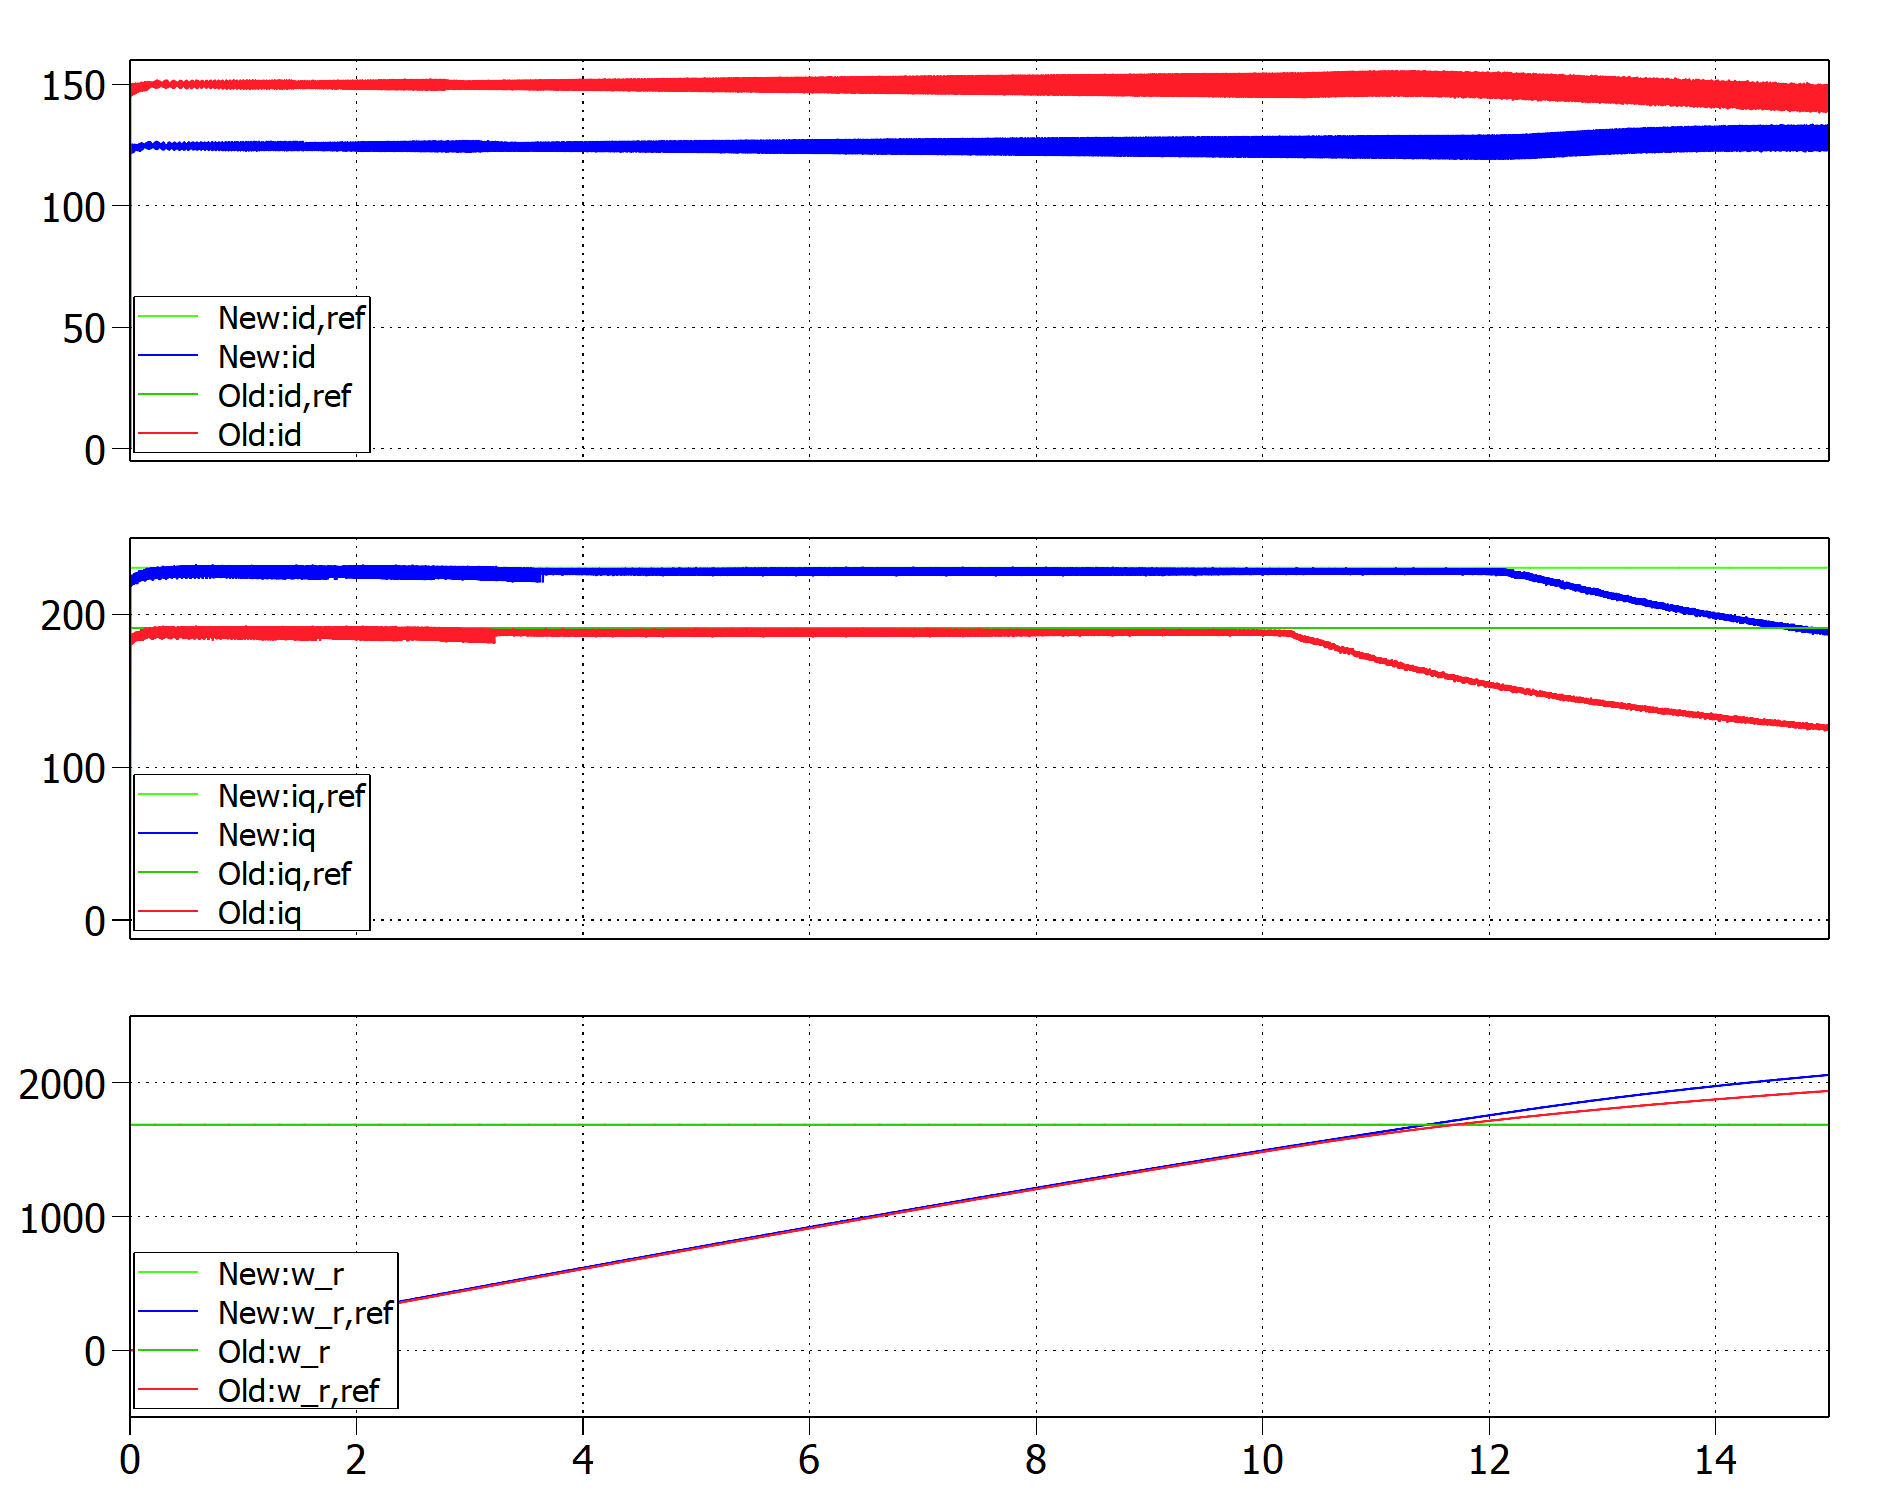 150
100
50
0
New:id,ref
New:id
Old:id,ref
Old:id
200
100
0
New:iq,ref
New:iq
Old:iq,ref
Old:iq
2000
1000
0
New:w_r
New:w_r,ref
Old:w_r
Old:w_r,ref
0 2 4 6 8 10 12 14